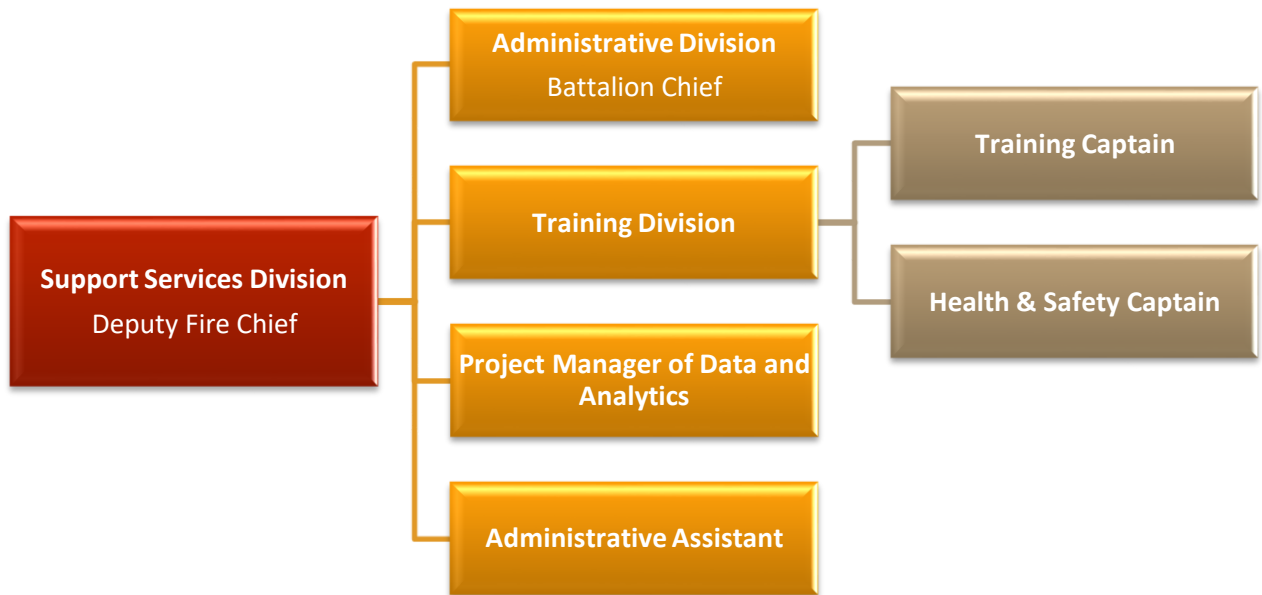 Support Services Division
Deputy Fire Chief
Administrative Division
Battalion Chief
Training Division
Training Captain
Health & Safety Captain
Project Manager of Data and
Analytics
Administrative Assistant